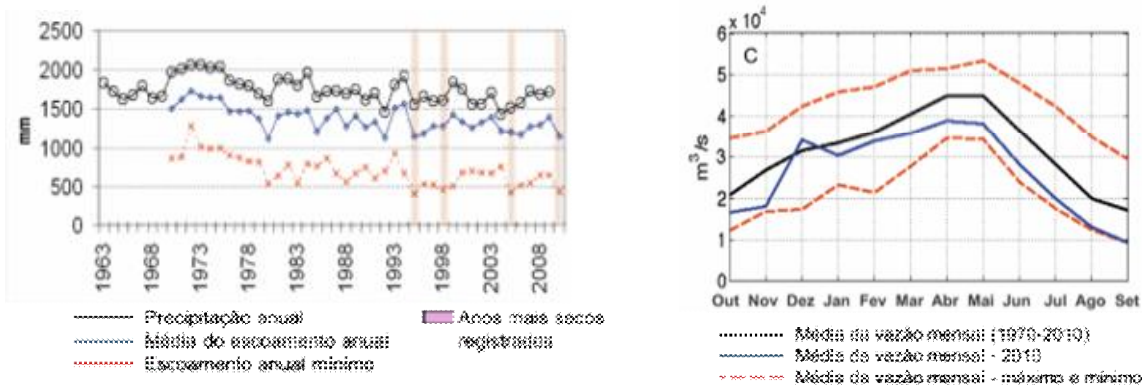 2500
2000
1500
1000
500
0
mm
1963
1968
1973
1978
1983
1988
1993
1998
2003
2008
Precipitação anual
Média do escoamento anual
Escoamento anual mínimo
Anos mais secos
registrados
6 x 10⁴
5
4
3
2
1
0
m³/s
C
Out Nov Dez Jan Fev Mar Abr Mai Jun Jul Ago Set
Média da vazão mensal (1970-2010)
Média da vazão mensal - 2010
Média da vazão mensal - máximo e mínimo